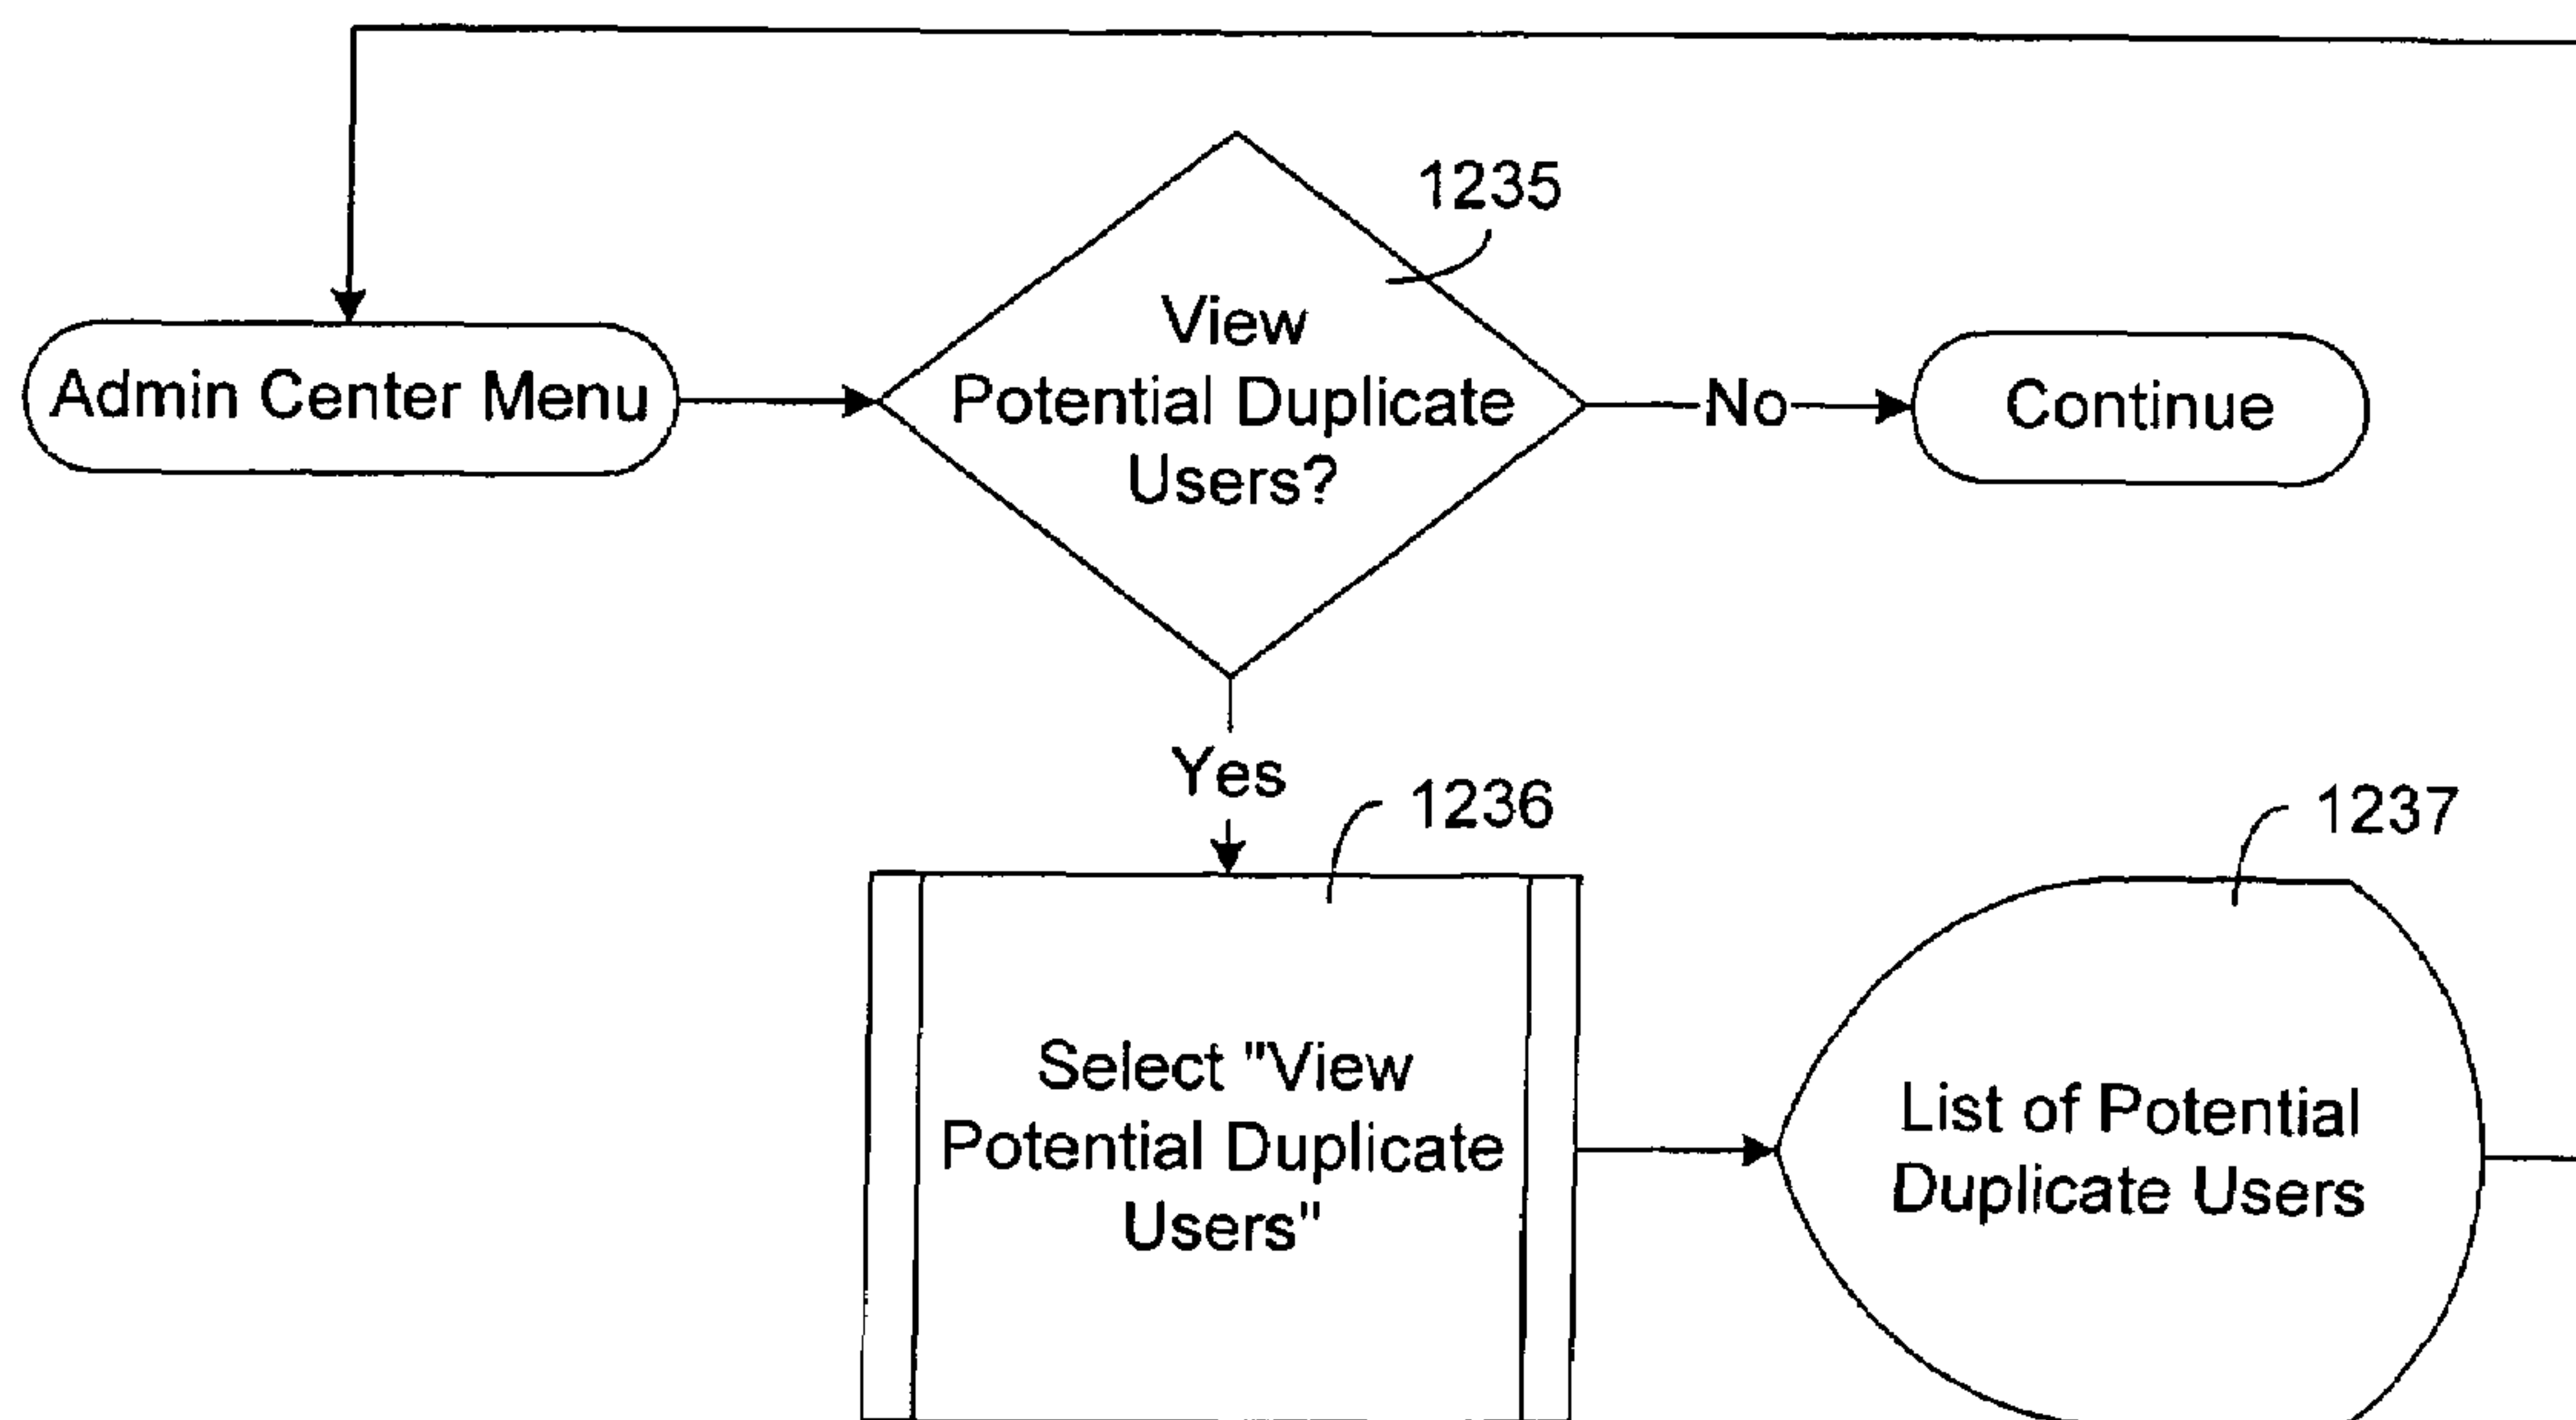 1235
View
Potential Duplicate
Users?
Admin Center Menu
No
Continue
Yes
1236
1237
Select "View
Potential Duplicate
Users"
List of Potential
Duplicate Users